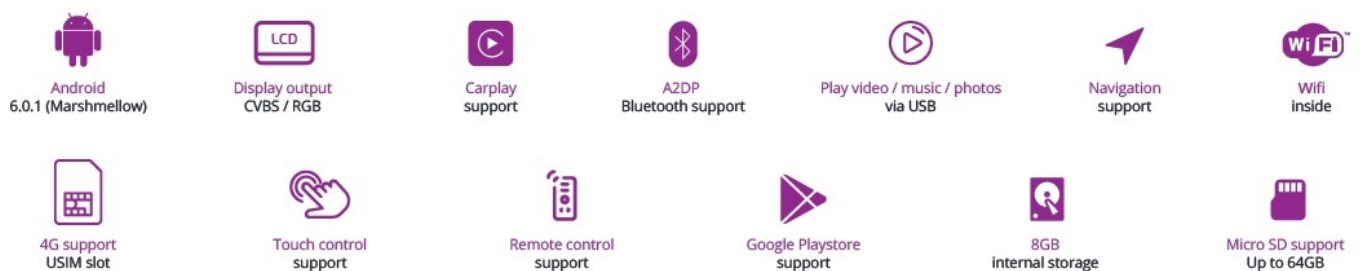 LCD
WiFi™
Android
6.0.1 (Marshmellow)
Display output
CVBS / RGB
Carplay
support
A2DP
Bluetooth support
Play video / music / photos
via USB
Navigation
support
Wifi
inside
4G support
USIM slot
Touch control
support
Remote control
support
Google Playstore
support
8GB
internal storage
Micro SD support
Up to 64GB